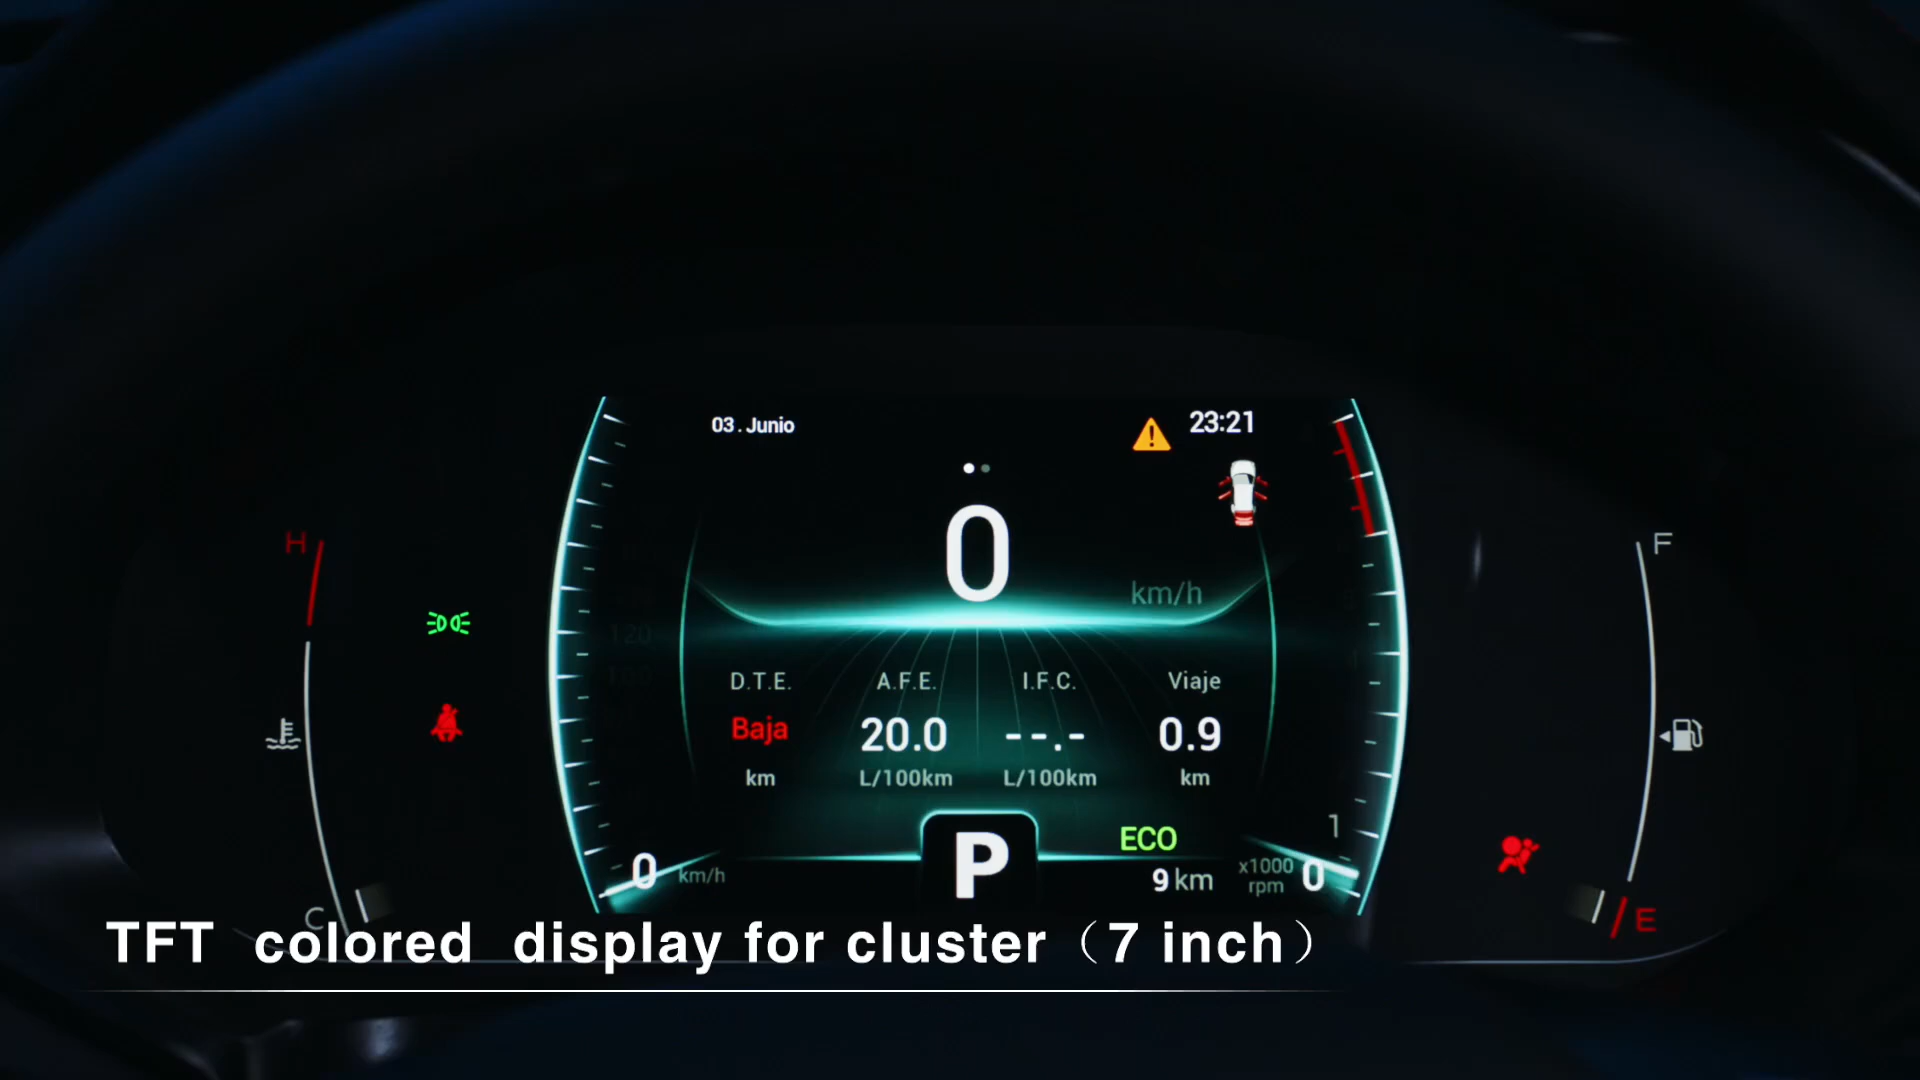 03.Junio
23:21
0
km/h
H
F
120
D.T.E. A.F.E. I.F.C. Viaje
Baja 20.0 --.- 0.9
km L/100km L/100km km
1
ECO
P
0 km/h
9 km
x1000 rpm 0
C
E
TFT colored display for cluster（7 inch）